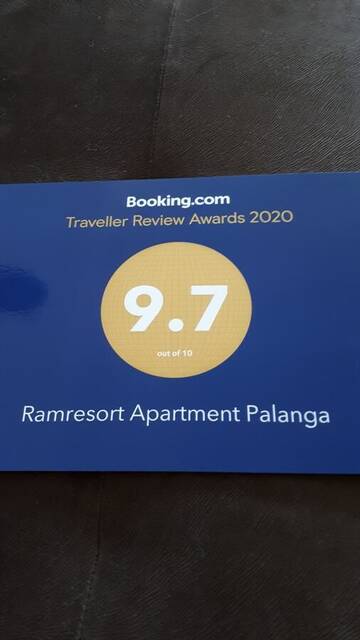 Booking.com
Traveller Review Awards 2020
9.7
out of 10
Ramresort Apartment Palanga